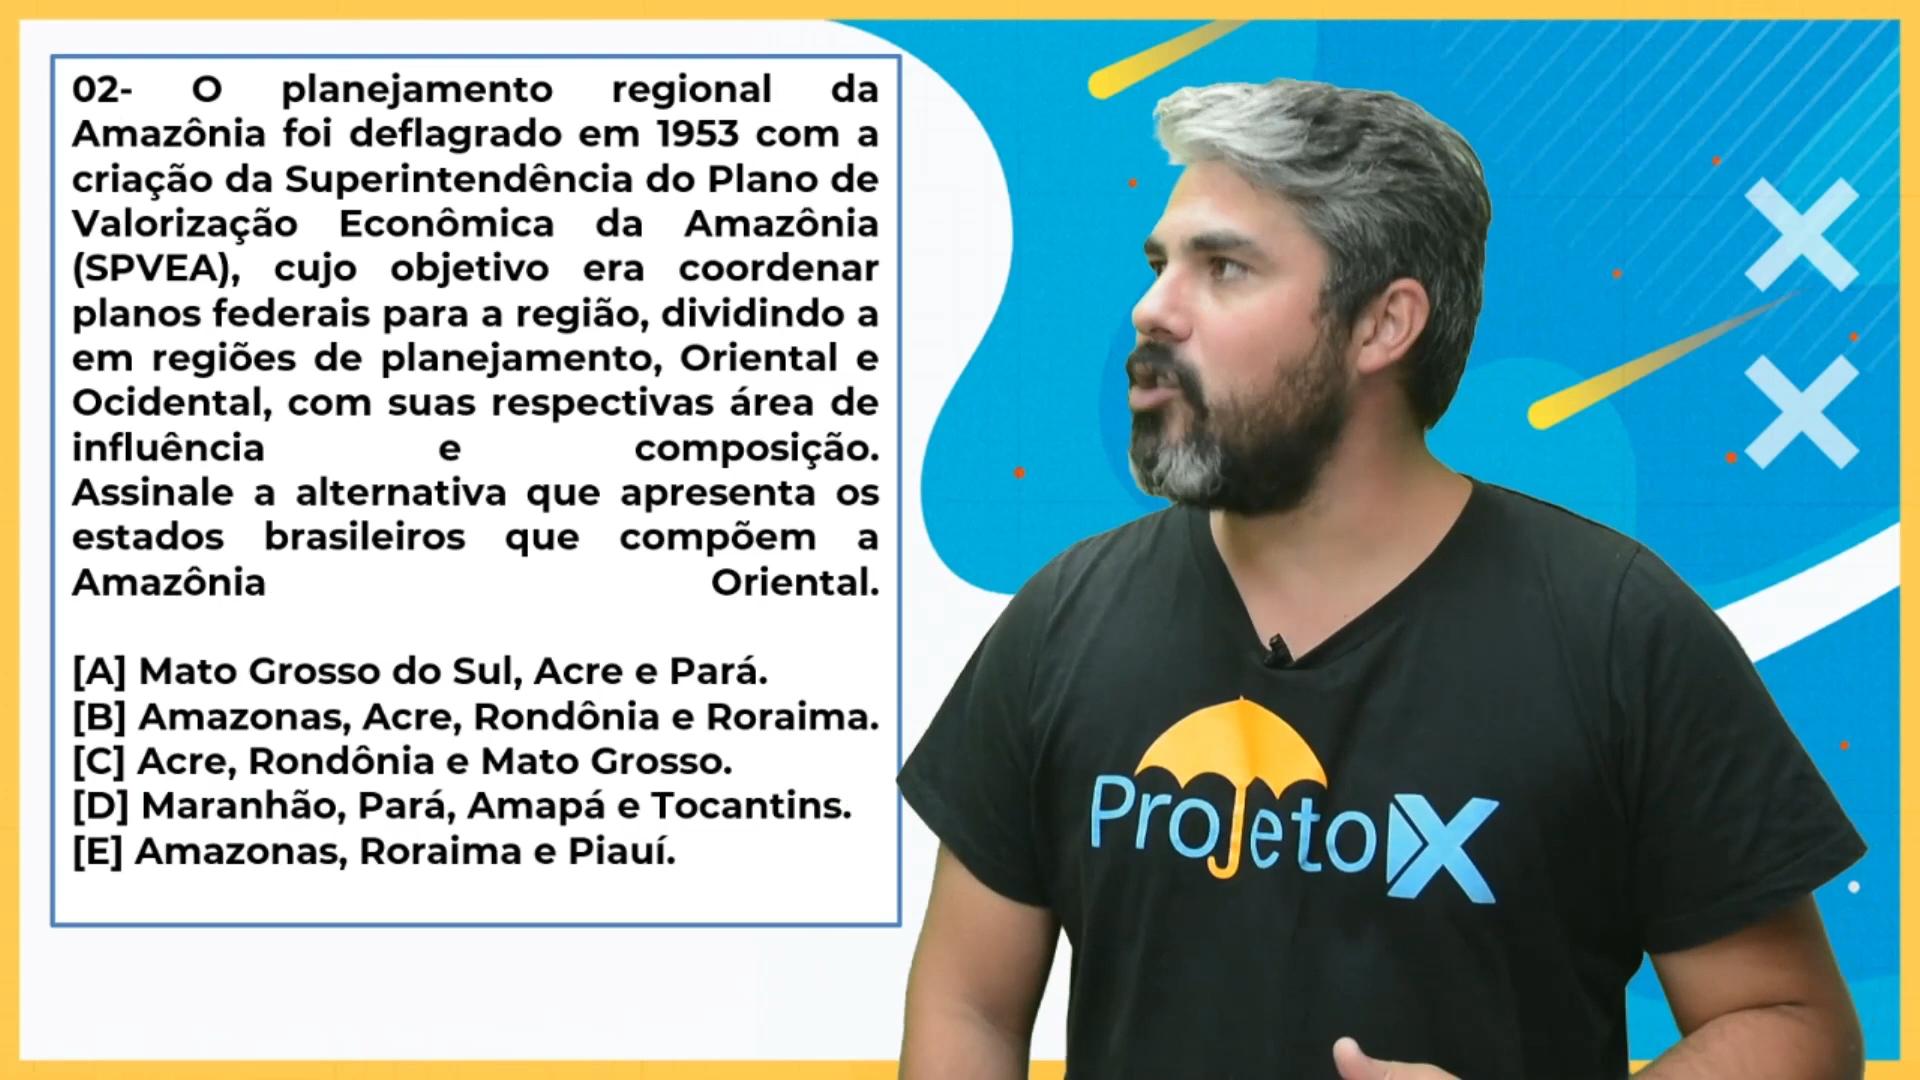 02- O planejamento regional da
Amazônia foi deflagrado em 1953 com a
criação da Superintendência do Plano de
Valorização Econômica da Amazônia
(SPVEA), cujo objetivo era coordenar
planos federais para a região, dividindo a
em regiões de planejamento, Oriental e
Ocidental, com suas respectivas área de
influência e composição.
Assinale a alternativa que apresenta os
estados brasileiros que compõem a
Amazônia Oriental.
[A] Mato Grosso do Sul, Acre e Pará.
[B] Amazonas, Acre, Rondônia e Roraima.
[C] Acre, Rondônia e Mato Grosso.
[D] Maranhão, Pará, Amapá e Tocantins.
[E] Amazonas, Roraima e Piauí.
Projeto X